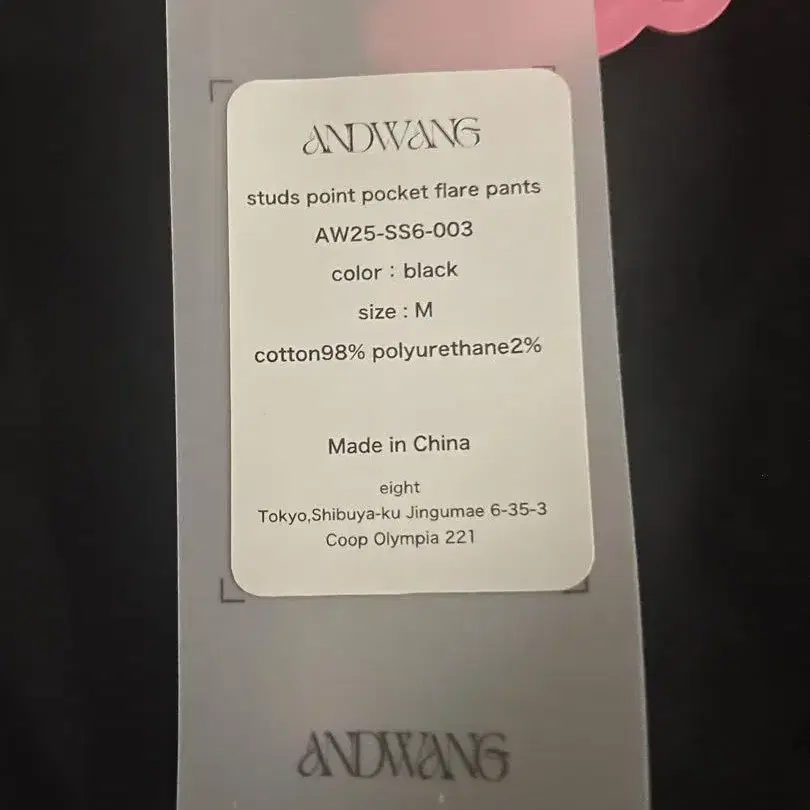 ANDWANG
studs point pocket flare pants
AW25-SS6-003
color : black
size : M
cotton98% polyurethane2%
Made in China
eight
Tokyo,Shibuya-ku Jingumae 6-35-3
Coop Olympia 221
ANDWANG